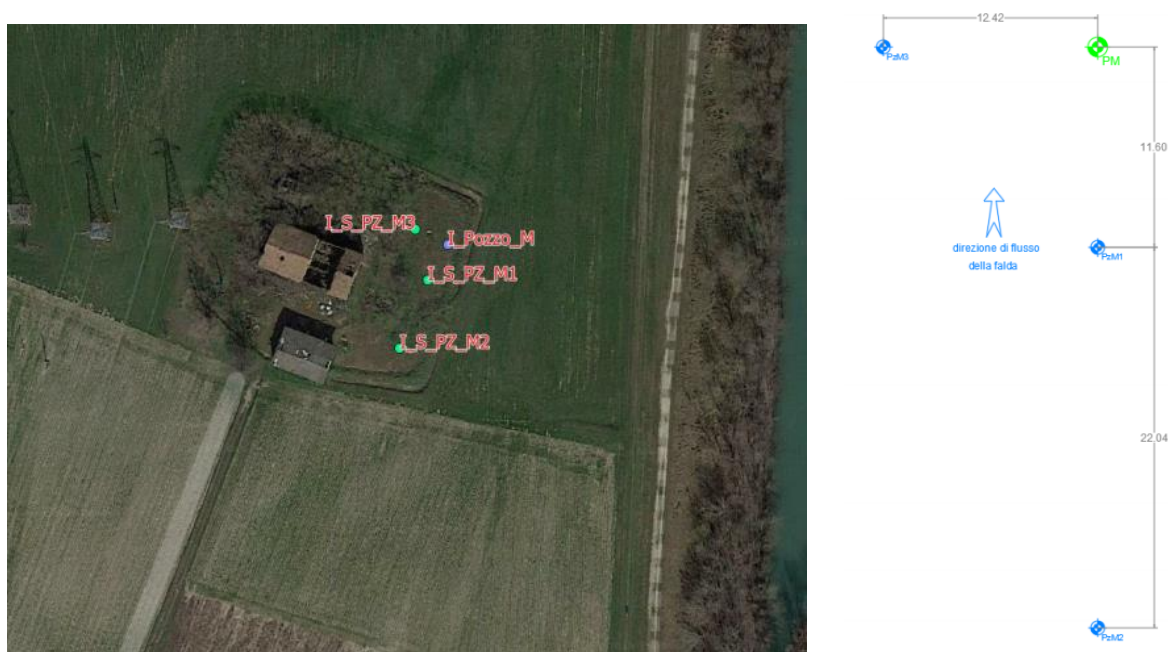 I_S_PZ_M3
I_Pozzo_M
I_S_PZ_M1
I_S_PZ_M2
12.42
PzM3
PM
11.60
direzione di flusso
della falda
PzM1
22.04
PzM2